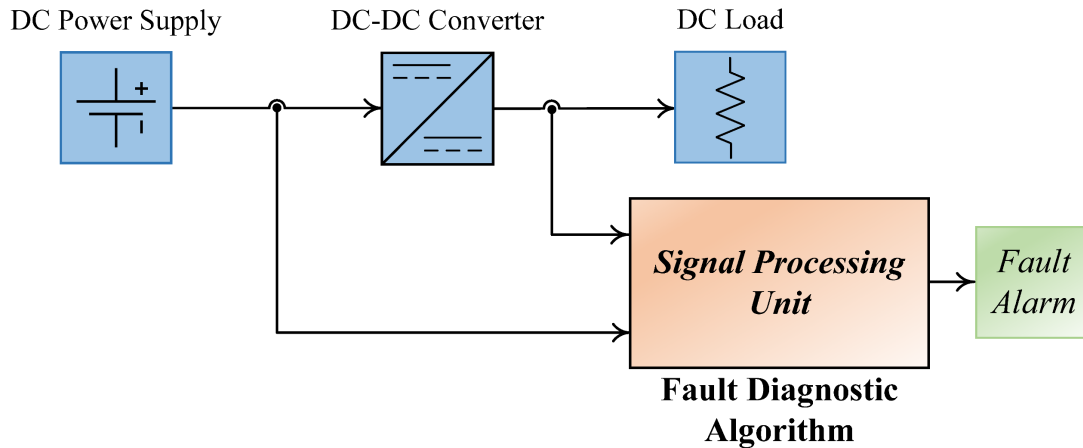 DC Power Supply
DC-DC Converter
DC Load
Signal Processing
Unit
Fault
Alarm
Fault Diagnostic
Algorithm